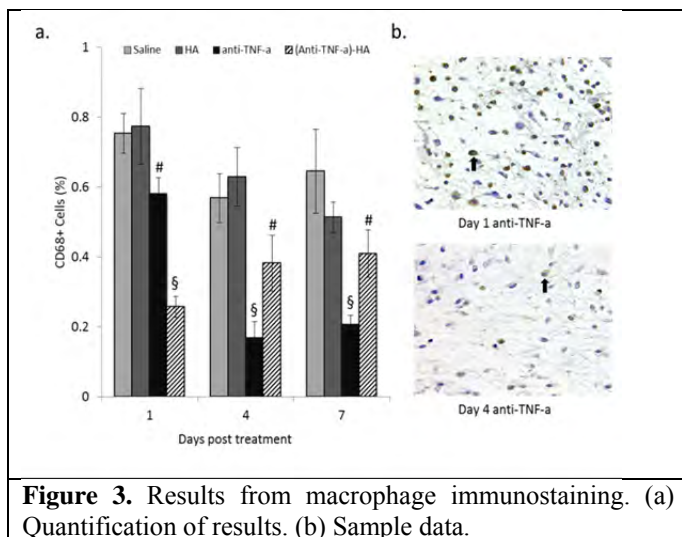 a.
b.
Saline HA anti-TNF-a (Anti-TNF-a)-HA
1
0.8
0.6
0.4
0.2
0
CD68+ Cells (%)
#
§
§
#
§
#
1 4 7
Days post treatment
Day 1 anti-TNF-a
Day 4 anti-TNF-a
Figure 3. Results from macrophage immunostaining. (a)
Quantification of results. (b) Sample data.